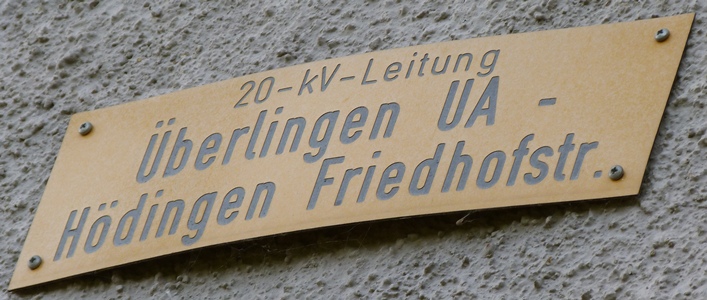 20-kV-Leitung
Überlingen UA -
Hödingen Friedhofstr.